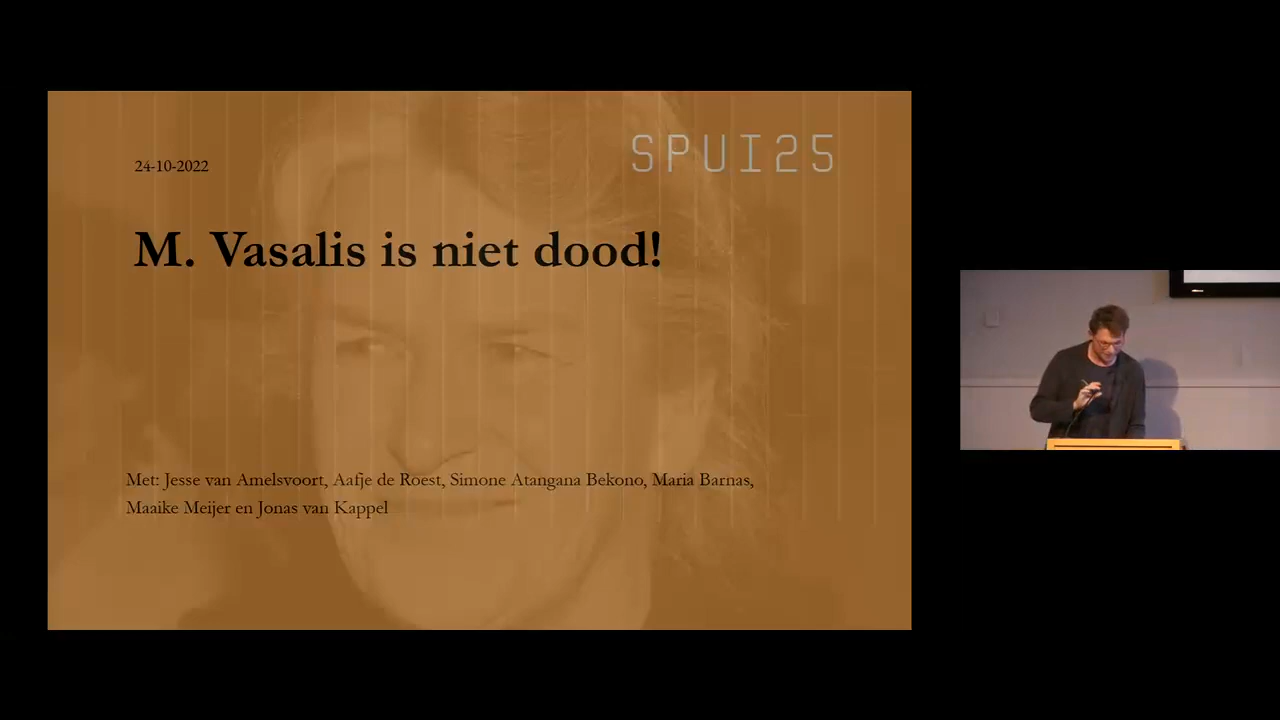 SPUI25
24-10-2022
M. Vasalis is niet dood!
Met: Jesse van Amelsvoort, Aafje de Roest, Simone Atangana Bekono, Maria Barnas,
Maaike Meijer en Jonas van Kappel